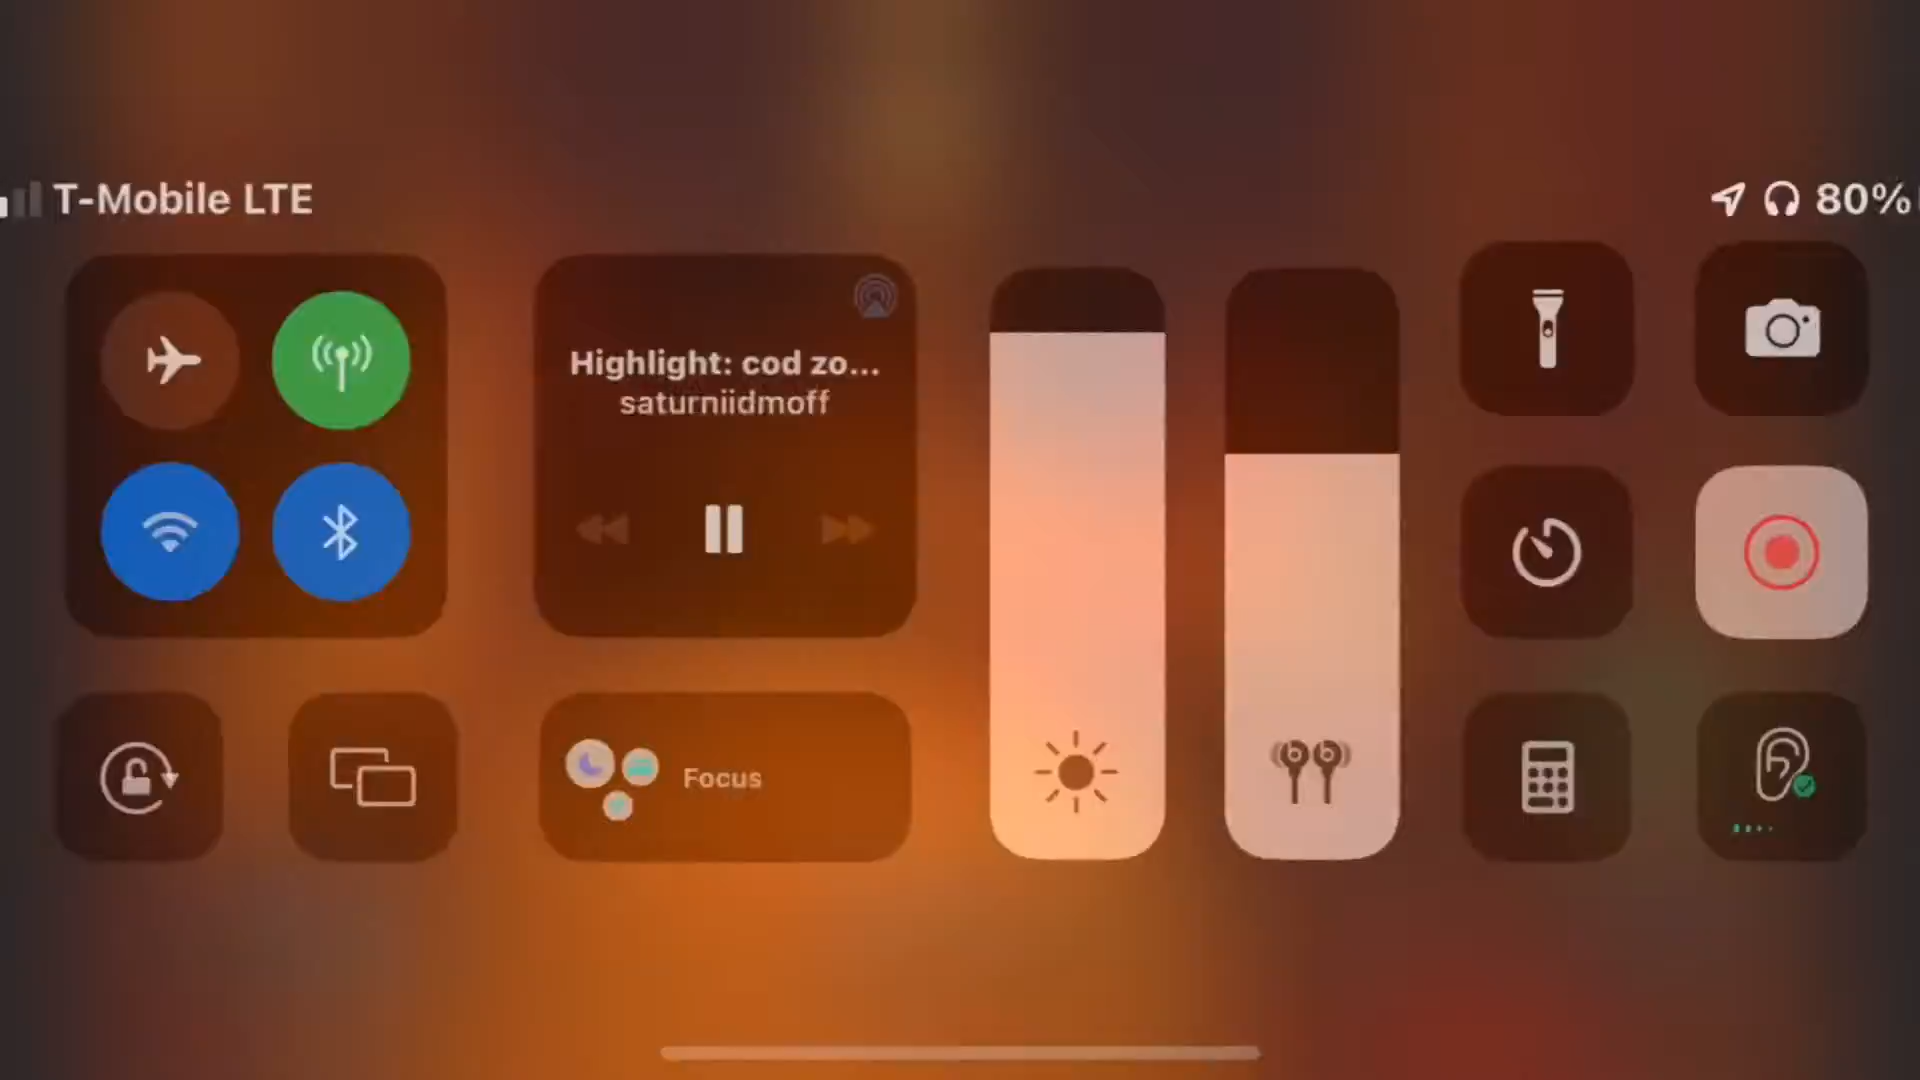 T-Mobile LTE
80%
Highlight: cod zo...
saturniidmoff
Focus